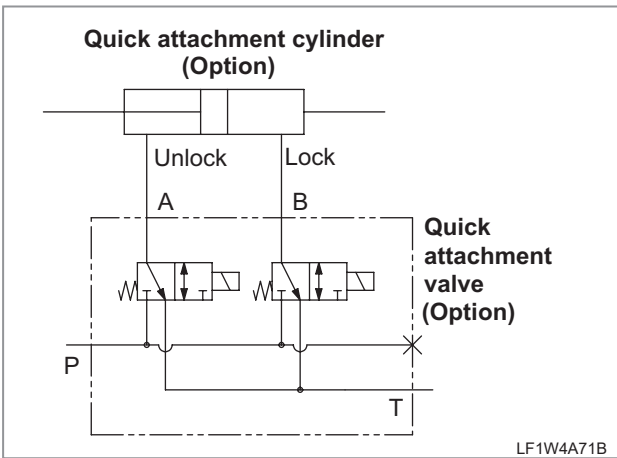 Quick attachment cylinder
(Option)
Unlock
Lock
A
B
Quick
attachment
valve
(Option)
P
T
LF1W4A71B